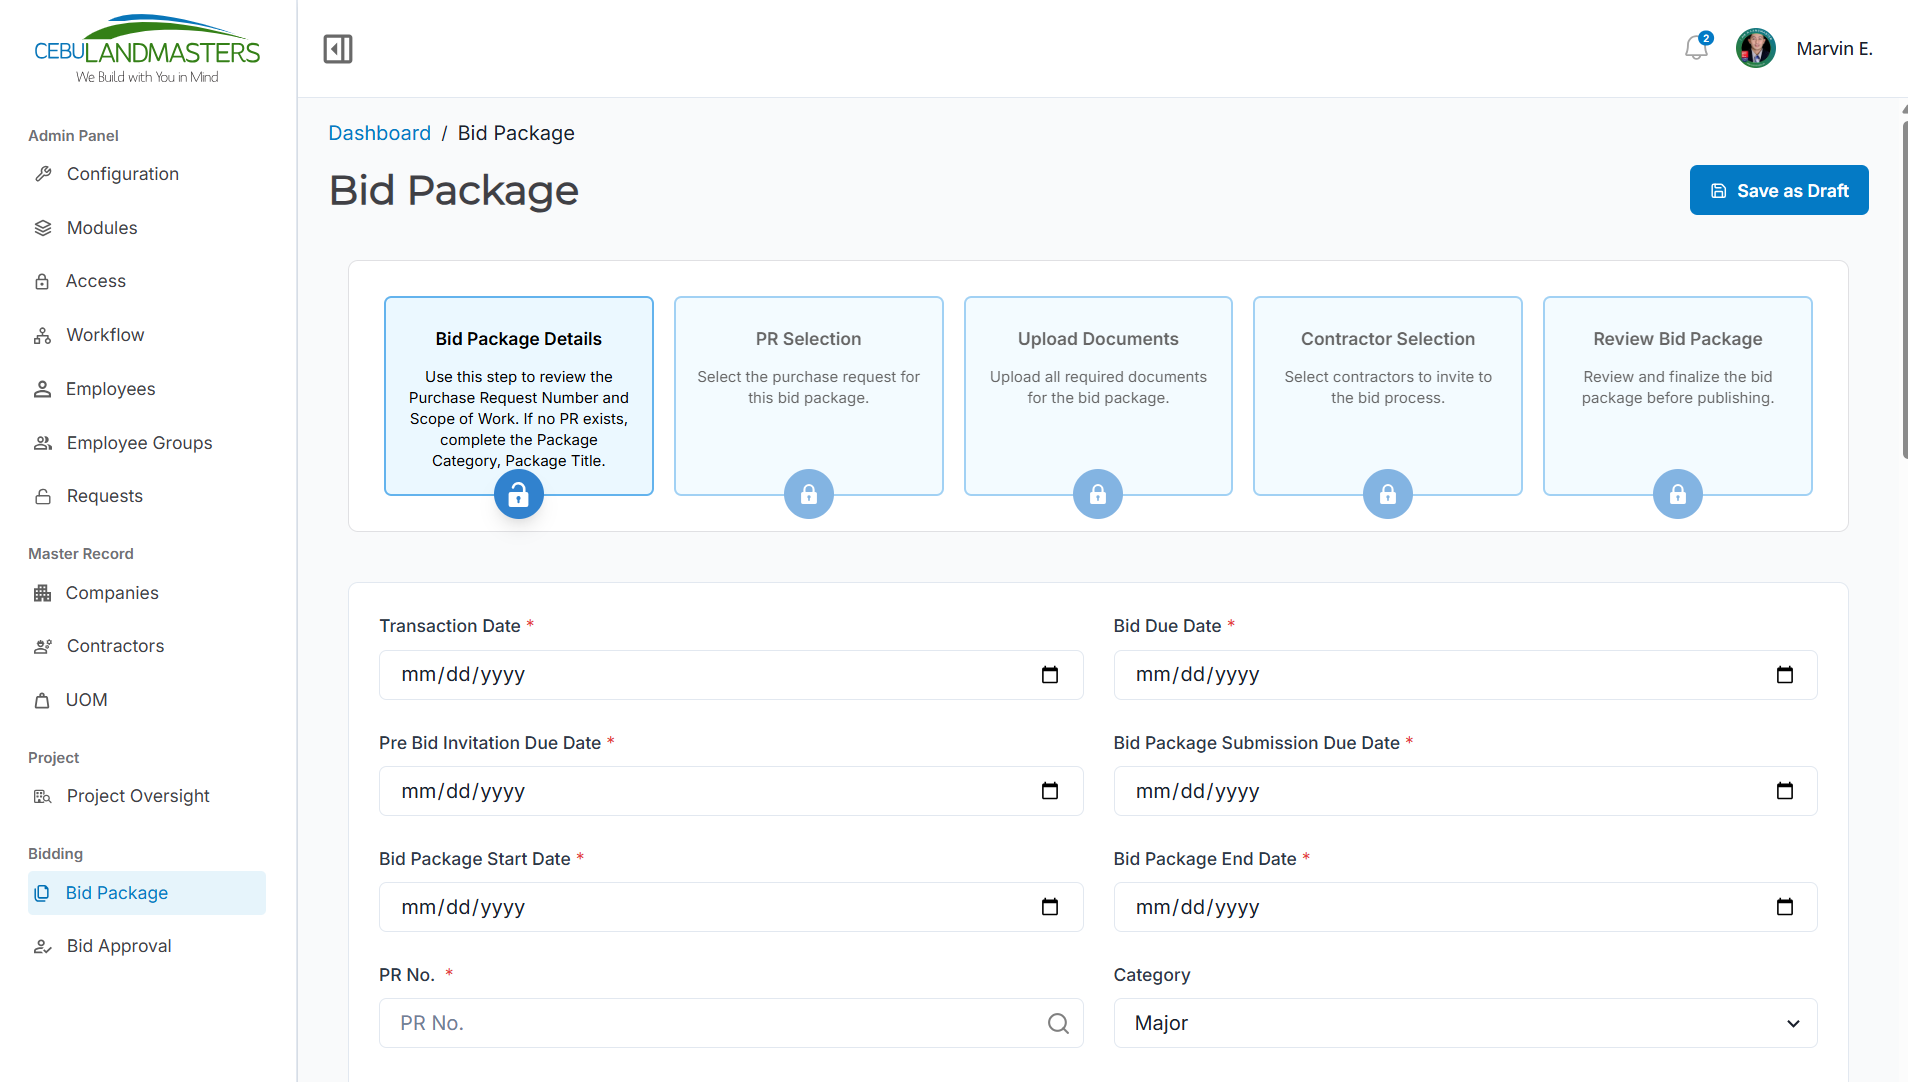 CEBULANDMASTERS
We Build with You in Mind
Admin Panel
Configuration
Modules
Access
Workflow
Employees
Employee Groups
Requests
Master Record
Companies
Contractors
UOM
Project
Project Oversight
Bidding
Bid Package
Bid Approval
2
Marvin E.
Dashboard / Bid Package
Bid Package
Save as Draft
Bid Package Details
Use this step to review the
Purchase Request Number and
Scope of Work. If no PR exists,
complete the Package
Category, Package Title.
PR Selection
Select the purchase request for
this bid package.
Upload Documents
Upload all required documents
for the bid package.
Contractor Selection
Select contractors to invite to
the bid process.
Review Bid Package
Review and finalize the bid
package before publishing.
Transaction Date *
mm/dd/yyyy
Bid Due Date *
mm/dd/yyyy
Pre Bid Invitation Due Date *
mm/dd/yyyy
Bid Package Submission Due Date *
mm/dd/yyyy
Bid Package Start Date *
mm/dd/yyyy
Bid Package End Date *
mm/dd/yyyy
PR No. *
PR No.
Category
Major